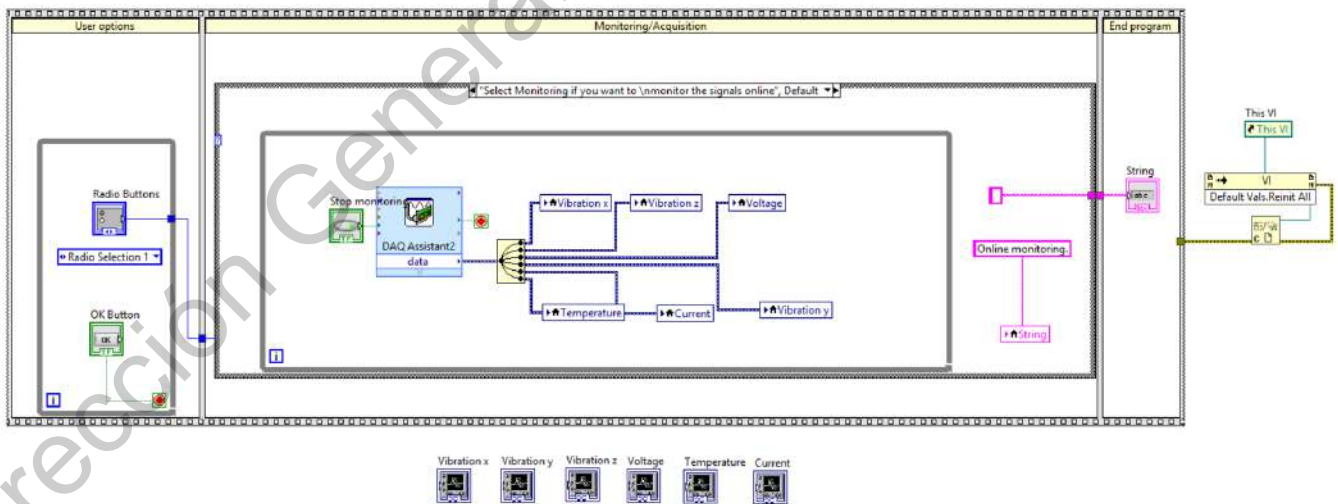 User options
Monitoring/Acquisition
End program
"Select Monitoring if you want to \nmonitor the signals online", Default
This VI
This VI
Radio Buttons
Stop monitoring
Vibration x
Vibration z
Voltage
String
abc
VI
Default Vals.Reinit All
DAQ Assistant2
data
Radio Selection 1
Online monitoring.
OK Button
OK
Temperature
Current
Vibration y
String
i
i
Vibration x
Vibration y
Vibration z
Voltage
Temperature
Current
rección General